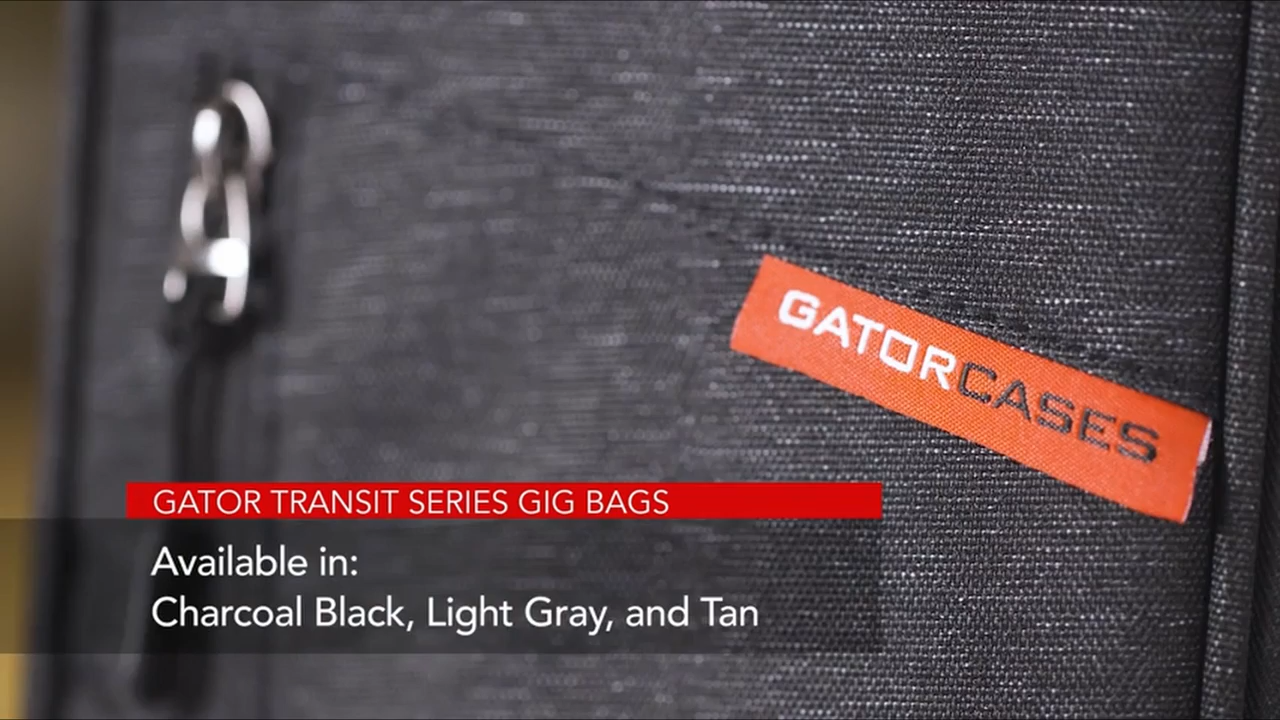 GATORCASES
GATOR TRANSIT SERIES GIG BAGS
Available in:
Charcoal Black, Light Gray, and Tan